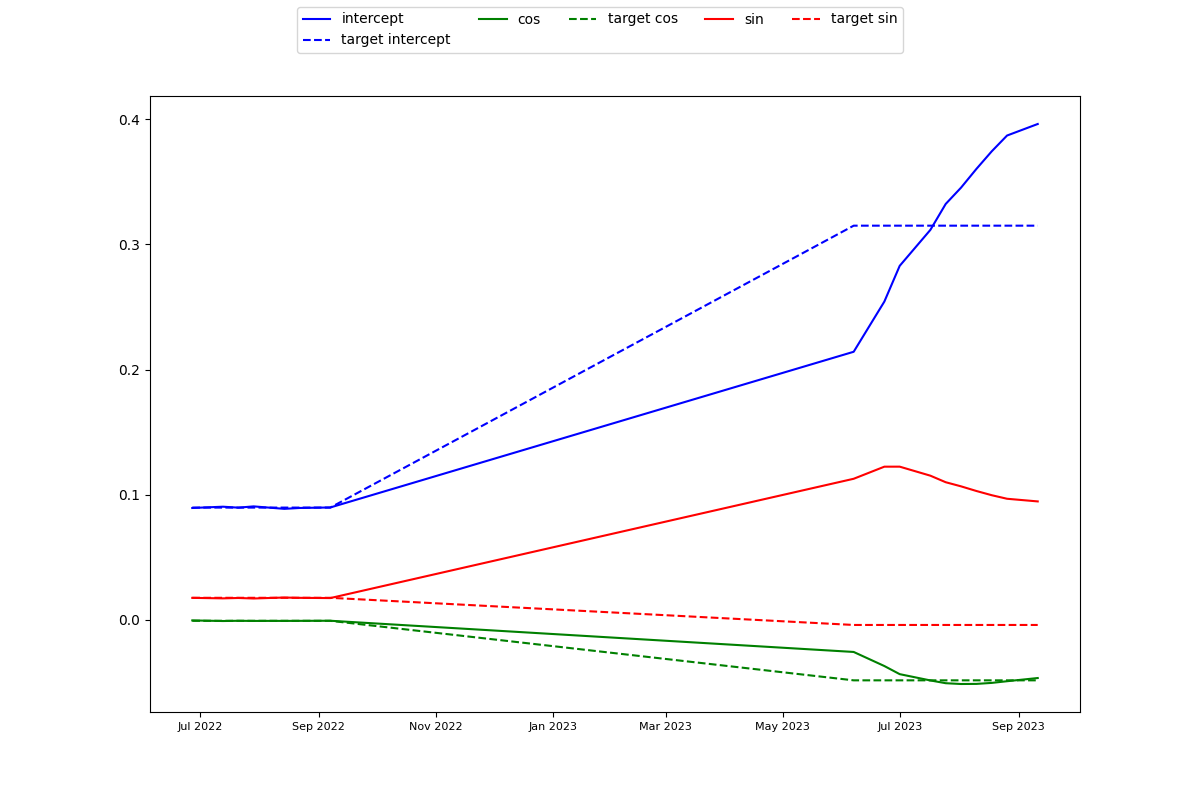 intercept cos target cos sin target sin
target intercept
0.4
0.3
0.2
0.1
0.0
Jul 2022 Sep 2022 Nov 2022 Jan 2023 Mar 2023 May 2023 Jul 2023 Sep 2023